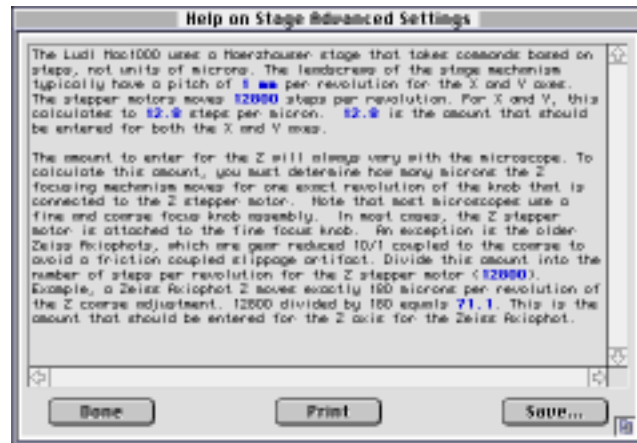 Help on Stage Advanced Settings
The Ludl Mac1000 uses a Maerzhauser stage that takes commands based on
steps, not units of microns. The leadscrews of the stage mechanism
typically have a pitch of 1 mm per revolution for the X and Y axes.
The stepper motors moves 12800 steps per revolution. For X and Y, this
calculates to 12.8 steps per micron. 12.8 is the amount that should
be entered for both the X and Y axes.
The amount to enter for the Z will always vary with the microscope. To
calculate this amount, you must determine how many microns the Z
focusing mechanism moves for one exact revolution of the knob that is
connected to the Z stepper motor. Note that most microscopes use a
fine and coarse focus knob assembly. In most cases, the Z stepper
motor is attached to the fine focus knob. An exception is the older
Zeiss Axiophots, which are gear reduced 10/1 coupled to the coarse to
avoid a friction coupled slippage artifact. Divide this amount into the
number of steps per revolution for the Z stepper motor (12800).
Example, a Zeiss Axiophot Z moves exactly 180 microns per revolution of
the Z coarse adjustment. 12800 divided by 180 equals 71.1. This is the
amount that should be entered for the Z axis for the Zeiss Axiophot.
Done
Print
Save...